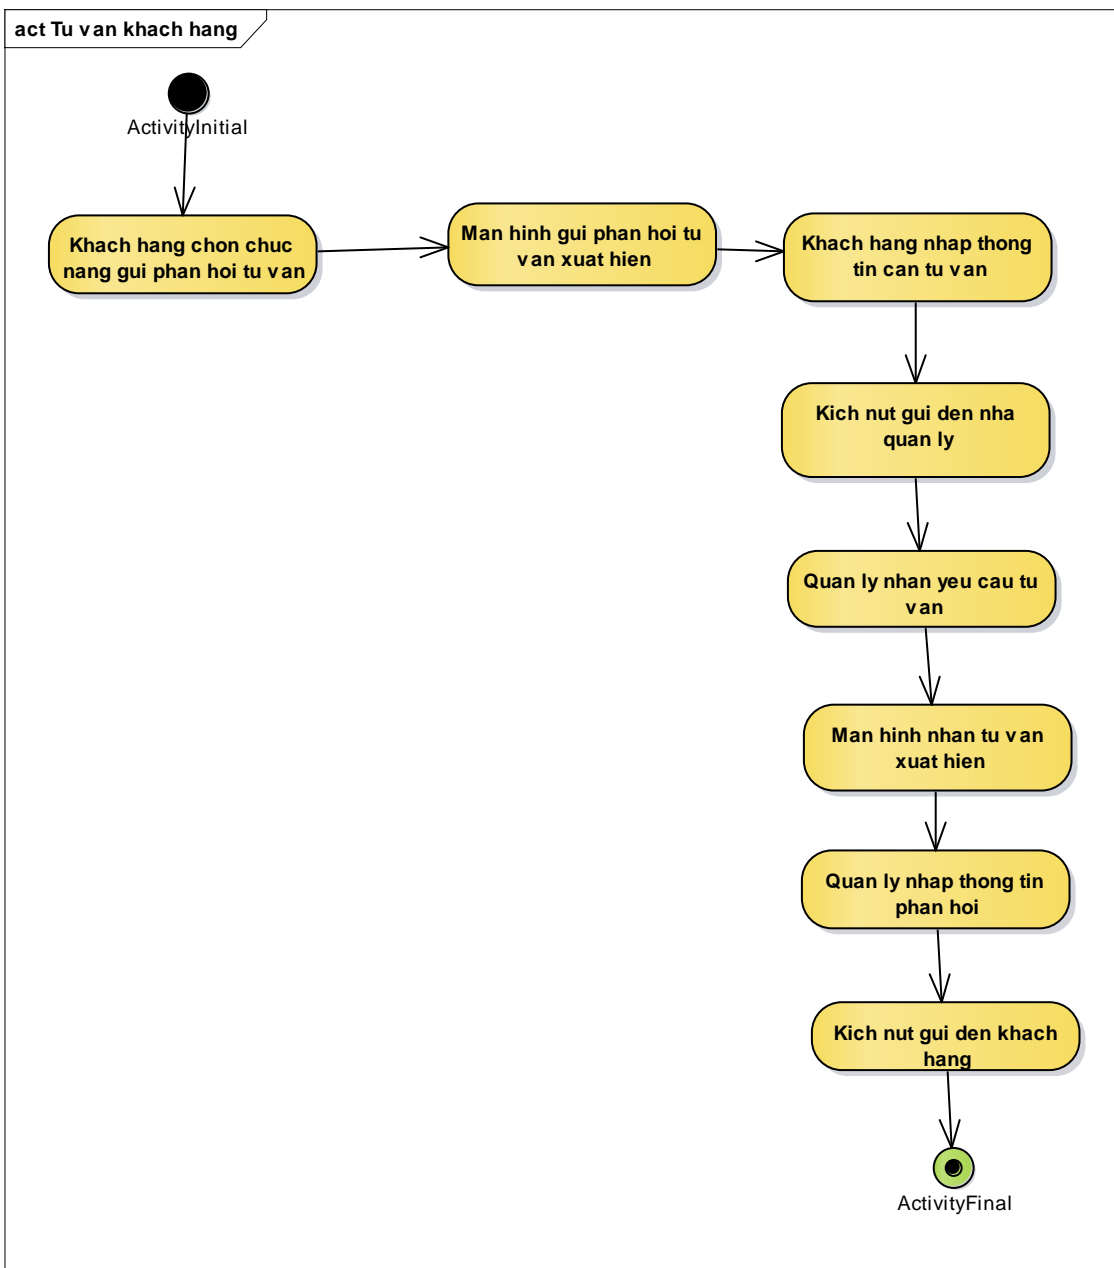 act Tu van khach hang
ActivityInitial
Khach hang chon chuc
nang gui phan hoi tu van
Man hinh gui phan hoi tu
van xuat hien
Khach hang nhap thong
tin can tu van
Kich nut gui den nha
quan ly
Quan ly nhan yeu cau tu
van
Man hinh nhan tu van
xuat hien
Quan ly nhap thong tin
phan hoi
Kich nut gui den khach
hang
ActivityFinal